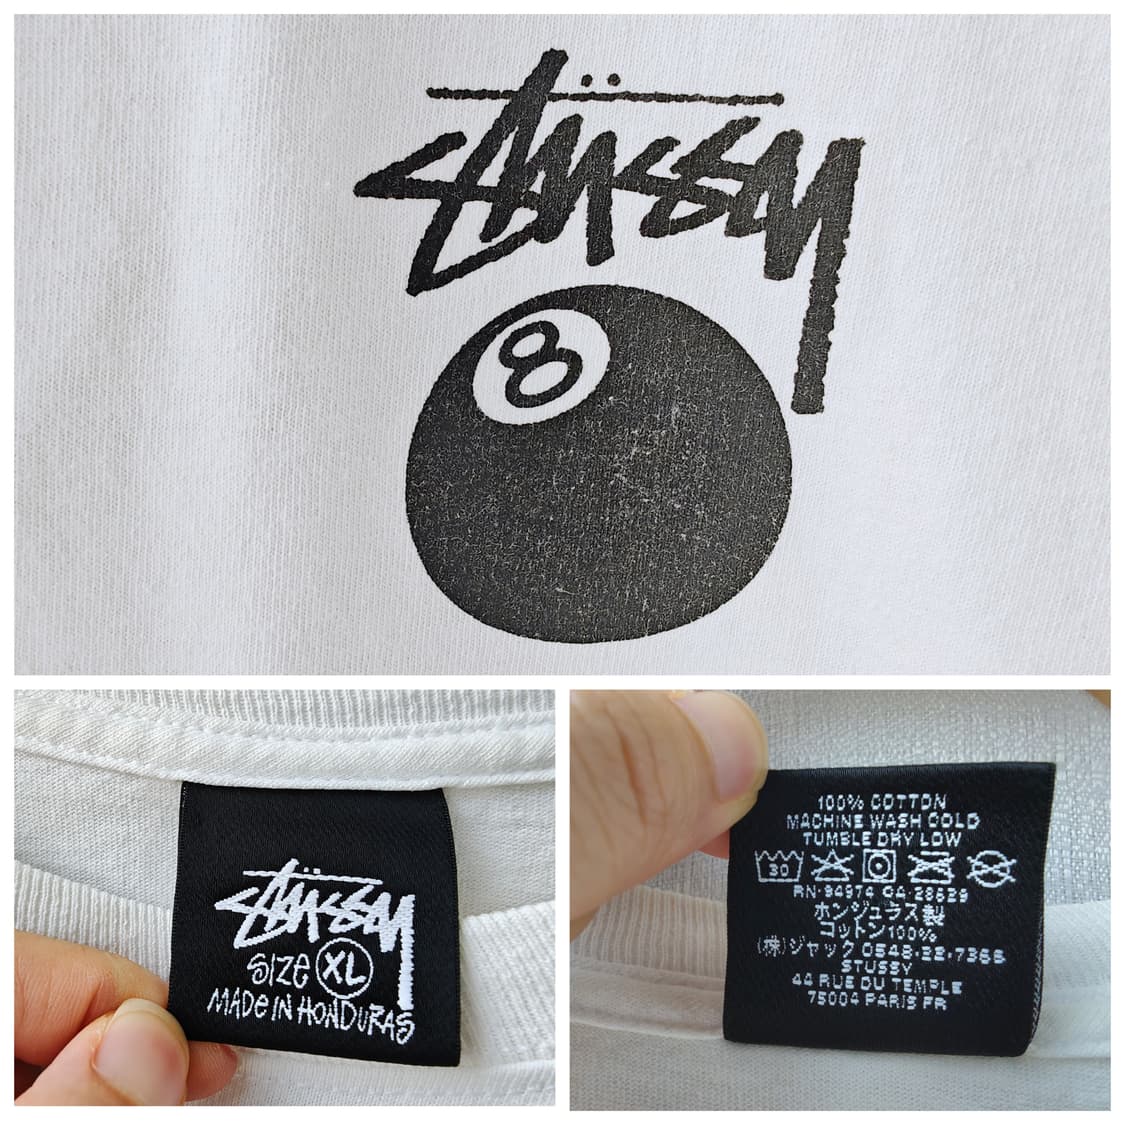 STÜSSY
8
STÜSSY
SIZE XL
MADE IN HONDURAS
100% COTTON
MACHINE WASH COLD
TUMBLE DRY LOW
30
RN·94974 CA·28629
ホンジュラス製
コットン100%
(株)ジャック 0548·22·7366
STUSSY
44 RUE DU TEMPLE
75004 PARIS FR